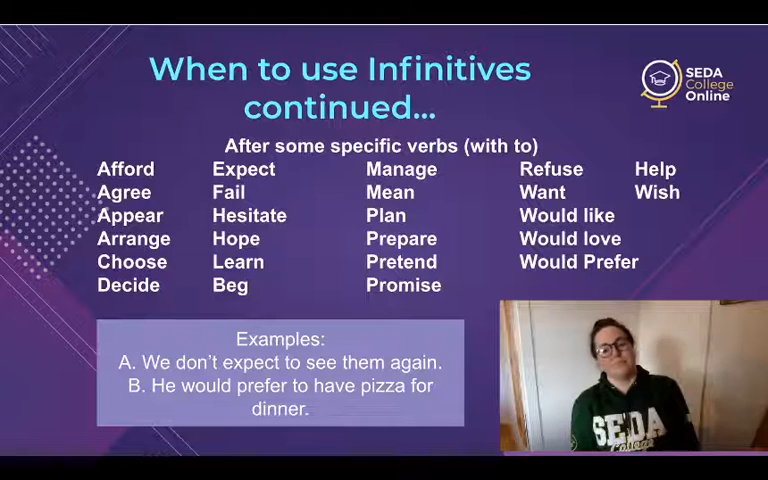 When to use Infinitives
continued...
SEDA
College
Online
After some specific verbs (with to)
Afford Expect Manage Refuse Help
Agree Fail Mean Want Wish
Appear Hesitate Plan Would like
Arrange Hope Prepare Would love
Choose Learn Pretend Would Prefer
Decide Beg Promise
Examples:
A. We don't expect to see them again.
B. He would prefer to have pizza for
dinner.
SEDA
College